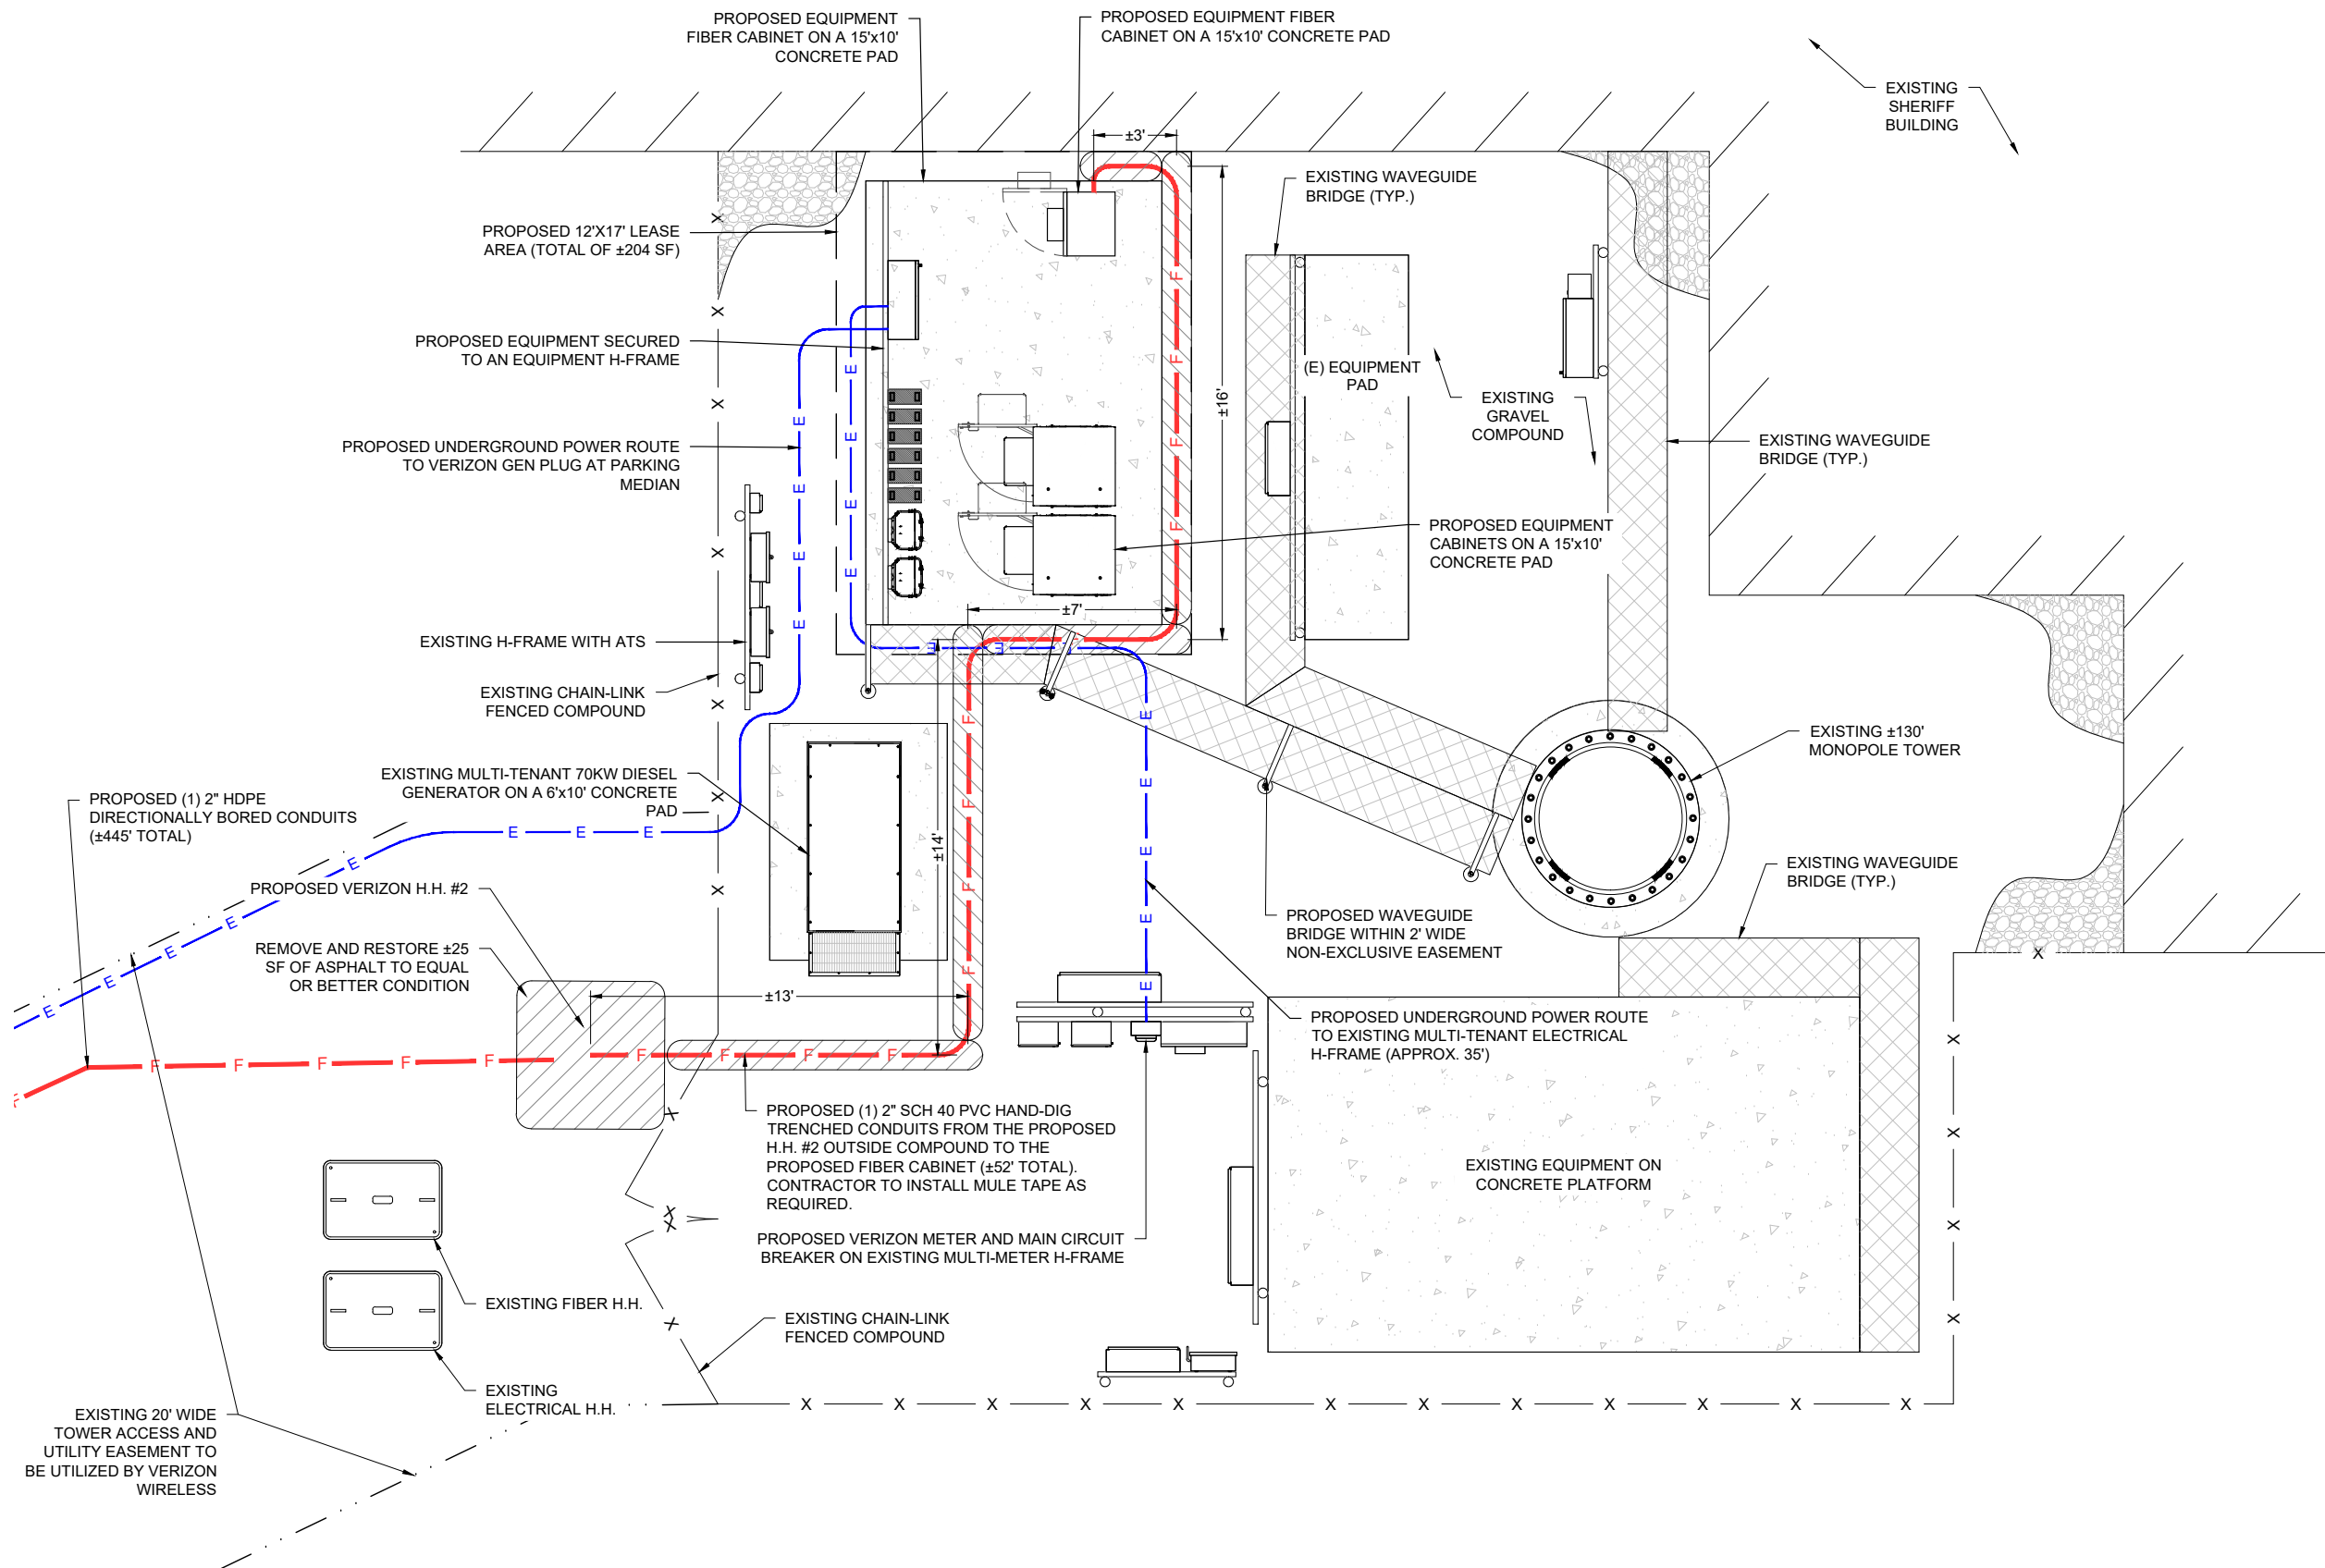 PROPOSED EQUIPMENT
FIBER CABINET ON A 15'x10'
CONCRETE PAD
PROPOSED EQUIPMENT FIBER
CABINET ON A 15'x10' CONCRETE PAD
EXISTING
SHERIFF
BUILDING
±3'
EXISTING WAVEGUIDE
BRIDGE (TYP.)
PROPOSED 12'X17' LEASE
AREA (TOTAL OF ±204 SF)
PROPOSED EQUIPMENT SECURED
TO AN EQUIPMENT H-FRAME
(E) EQUIPMENT
PAD
±16'
EXISTING
GRAVEL
COMPOUND
EXISTING WAVEGUIDE
BRIDGE (TYP.)
PROPOSED UNDERGROUND POWER ROUTE
TO VERIZON GEN PLUG AT PARKING
MEDIAN
PROPOSED EQUIPMENT
CABINETS ON A 15'x10'
CONCRETE PAD
±7'
EXISTING H-FRAME WITH ATS
EXISTING CHAIN-LINK
FENCED COMPOUND
EXISTING ±130'
MONOPOLE TOWER
EXISTING MULTI-TENANT 70KW DIESEL
GENERATOR ON A 6'x10' CONCRETE
PAD
PROPOSED (1) 2" HDPE
DIRECTIONALLY BORED CONDUITS
(±445' TOTAL)
±14'
EXISTING WAVEGUIDE
BRIDGE (TYP.)
PROPOSED VERIZON H.H. #2
PROPOSED WAVEGUIDE
BRIDGE WITHIN 2' WIDE
NON-EXCLUSIVE EASEMENT
REMOVE AND RESTORE ±25
SF OF ASPHALT TO EQUAL
OR BETTER CONDITION
±13'
PROPOSED UNDERGROUND POWER ROUTE
TO EXISTING MULTI-TENANT ELECTRICAL
H-FRAME (APPROX. 35')
PROPOSED (1) 2" SCH 40 PVC HAND-DIG
TRENCHED CONDUITS FROM THE PROPOSED
H.H. #2 OUTSIDE COMPOUND TO THE
PROPOSED FIBER CABINET (±52' TOTAL).
CONTRACTOR TO INSTALL MULE TAPE AS
REQUIRED.
EXISTING EQUIPMENT ON
CONCRETE PLATFORM
PROPOSED VERIZON METER AND MAIN CIRCUIT
BREAKER ON EXISTING MULTI-METER H-FRAME
EXISTING FIBER H.H.
EXISTING CHAIN-LINK
FENCED COMPOUND
EXISTING
ELECTRICAL H.H.
EXISTING 20' WIDE
TOWER ACCESS AND
UTILITY EASEMENT TO
BE UTILIZED BY VERIZON
WIRELESS